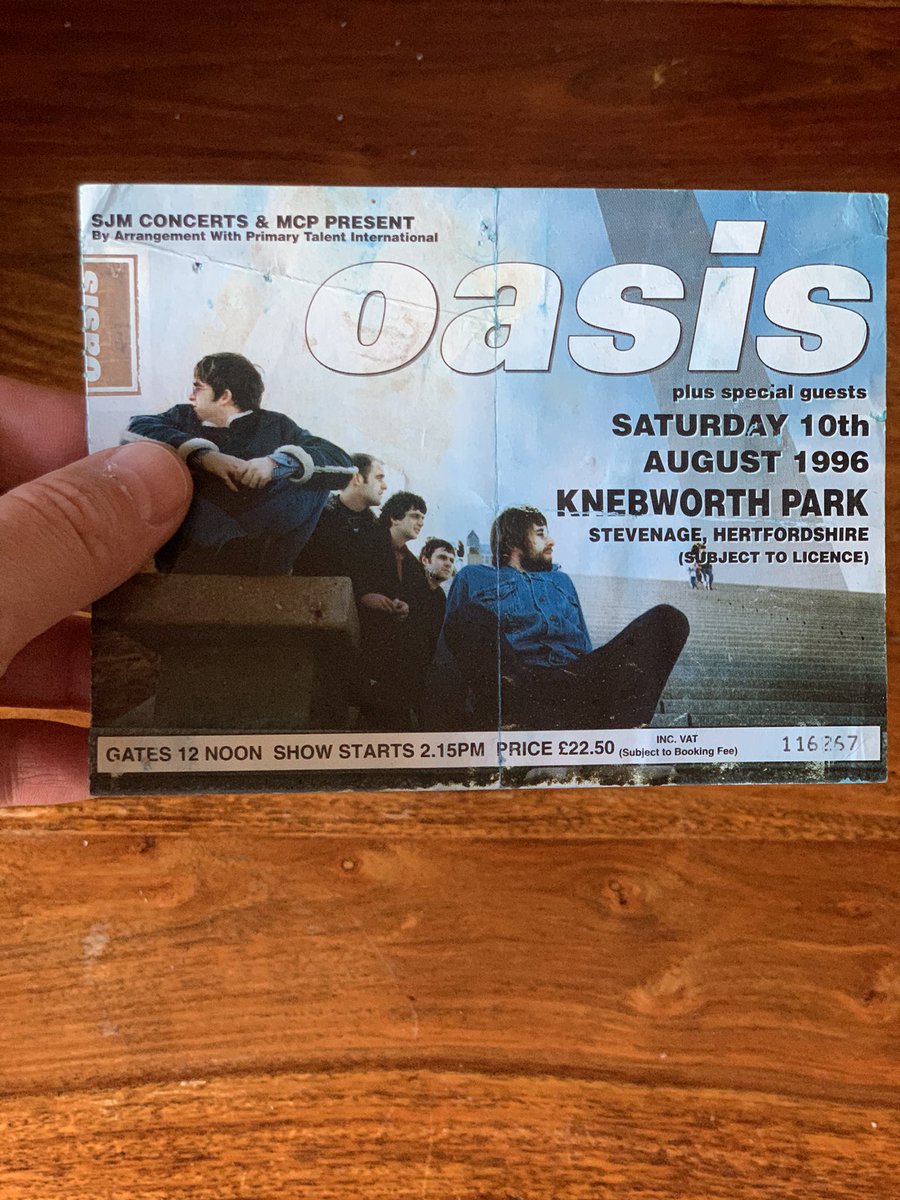 SJM CONCERTS & MCP PRESENT
By Arrangement With Primary Talent International
oasis
oasis
plus special guests
SATURDAY 10th
AUGUST 1996
KNEBWORTH PARK
STEVENAGE, HERTFORDSHIRE
(SUBJECT TO LICENCE)
GATES 12 NOON SHOW STARTS 2.15PM PRICE £22.50 INC. VAT (Subject to Booking Fee) 116267